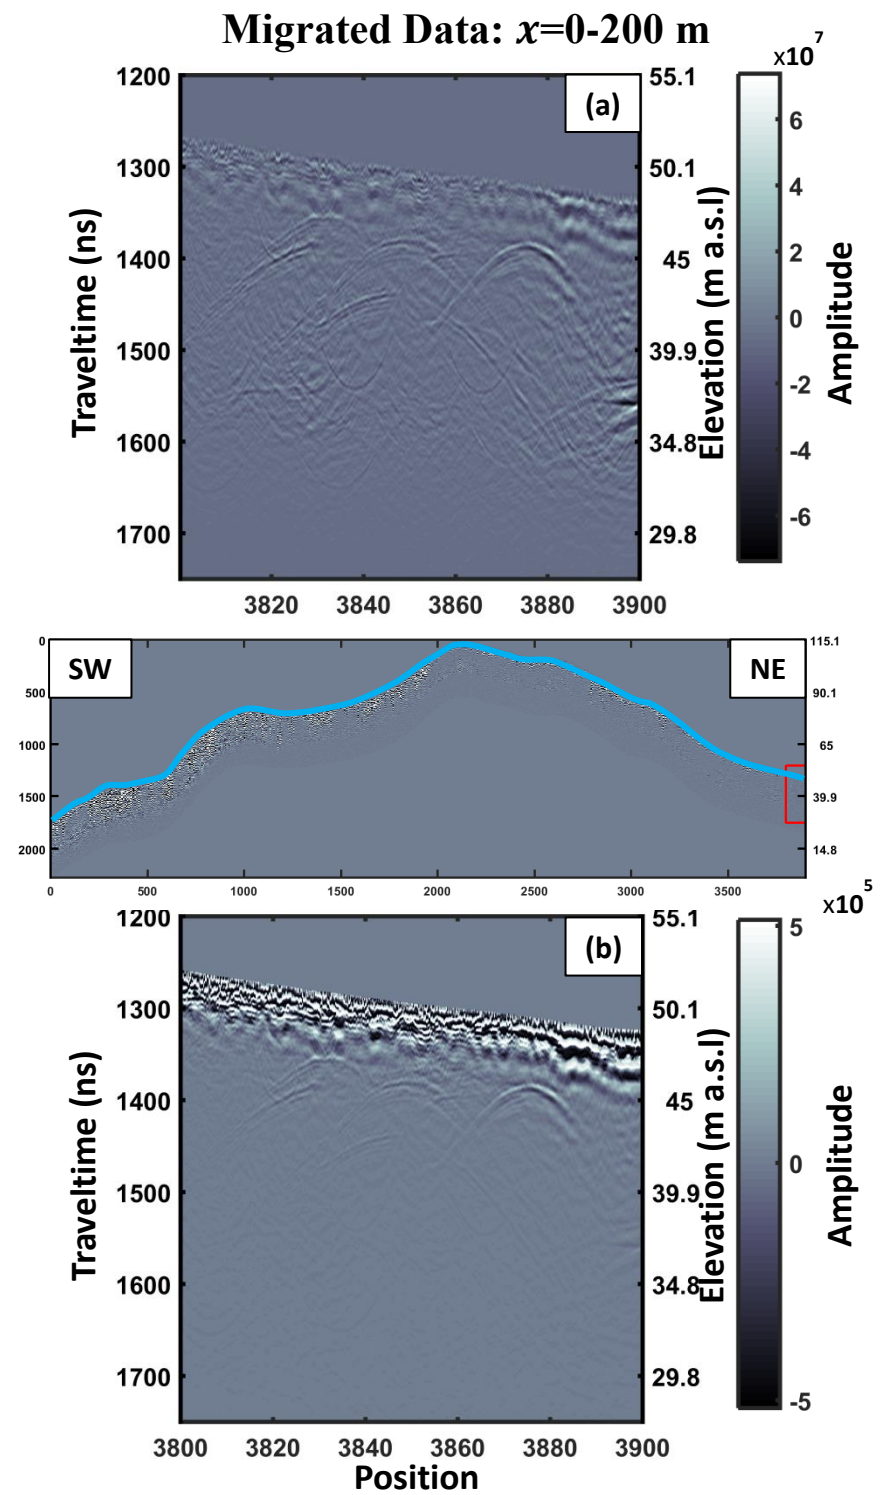 Migrated Data: x=0-200 m
x10^7
(a)
1200
1300
1400
1500
1600
1700
Traveltime (ns)
55.1
50.1
45
39.9
34.8
29.8
Elevation (m a.s.l)
6
4
2
0
-2
-4
-6
Amplitude
3820 3840 3860 3880 3900
SW
NE
0
500
1000
1500
2000
115.1
90.1
65
39.9
14.8
0 500 1000 1500 2000 2500 3000 3500
x10^5
(b)
1200
1300
1400
1500
1600
1700
Traveltime (ns)
55.1
50.1
45
39.9
34.8
29.8
Elevation (m a.s.l)
5
0
-5
Amplitude
3800 3820 3840 3860 3880 3900
Position